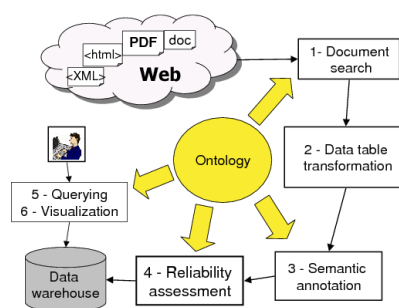 PDF
doc
<html>
<XML>
Web
1- Document
search
2 - Data table
transformation
Ontology
5 - Querying
6 - Visualization
3 - Semantic
annotation
4 - Reliability
assessment
Data
warehouse